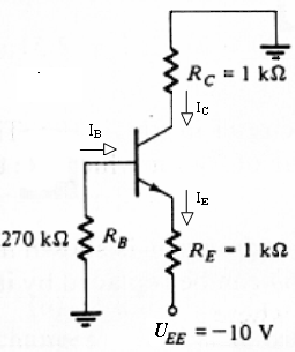 R_C = 1 kΩ
I_C
I_B
I_E
270 kΩ R_B
R_E = 1 kΩ
U_EE = −10 V